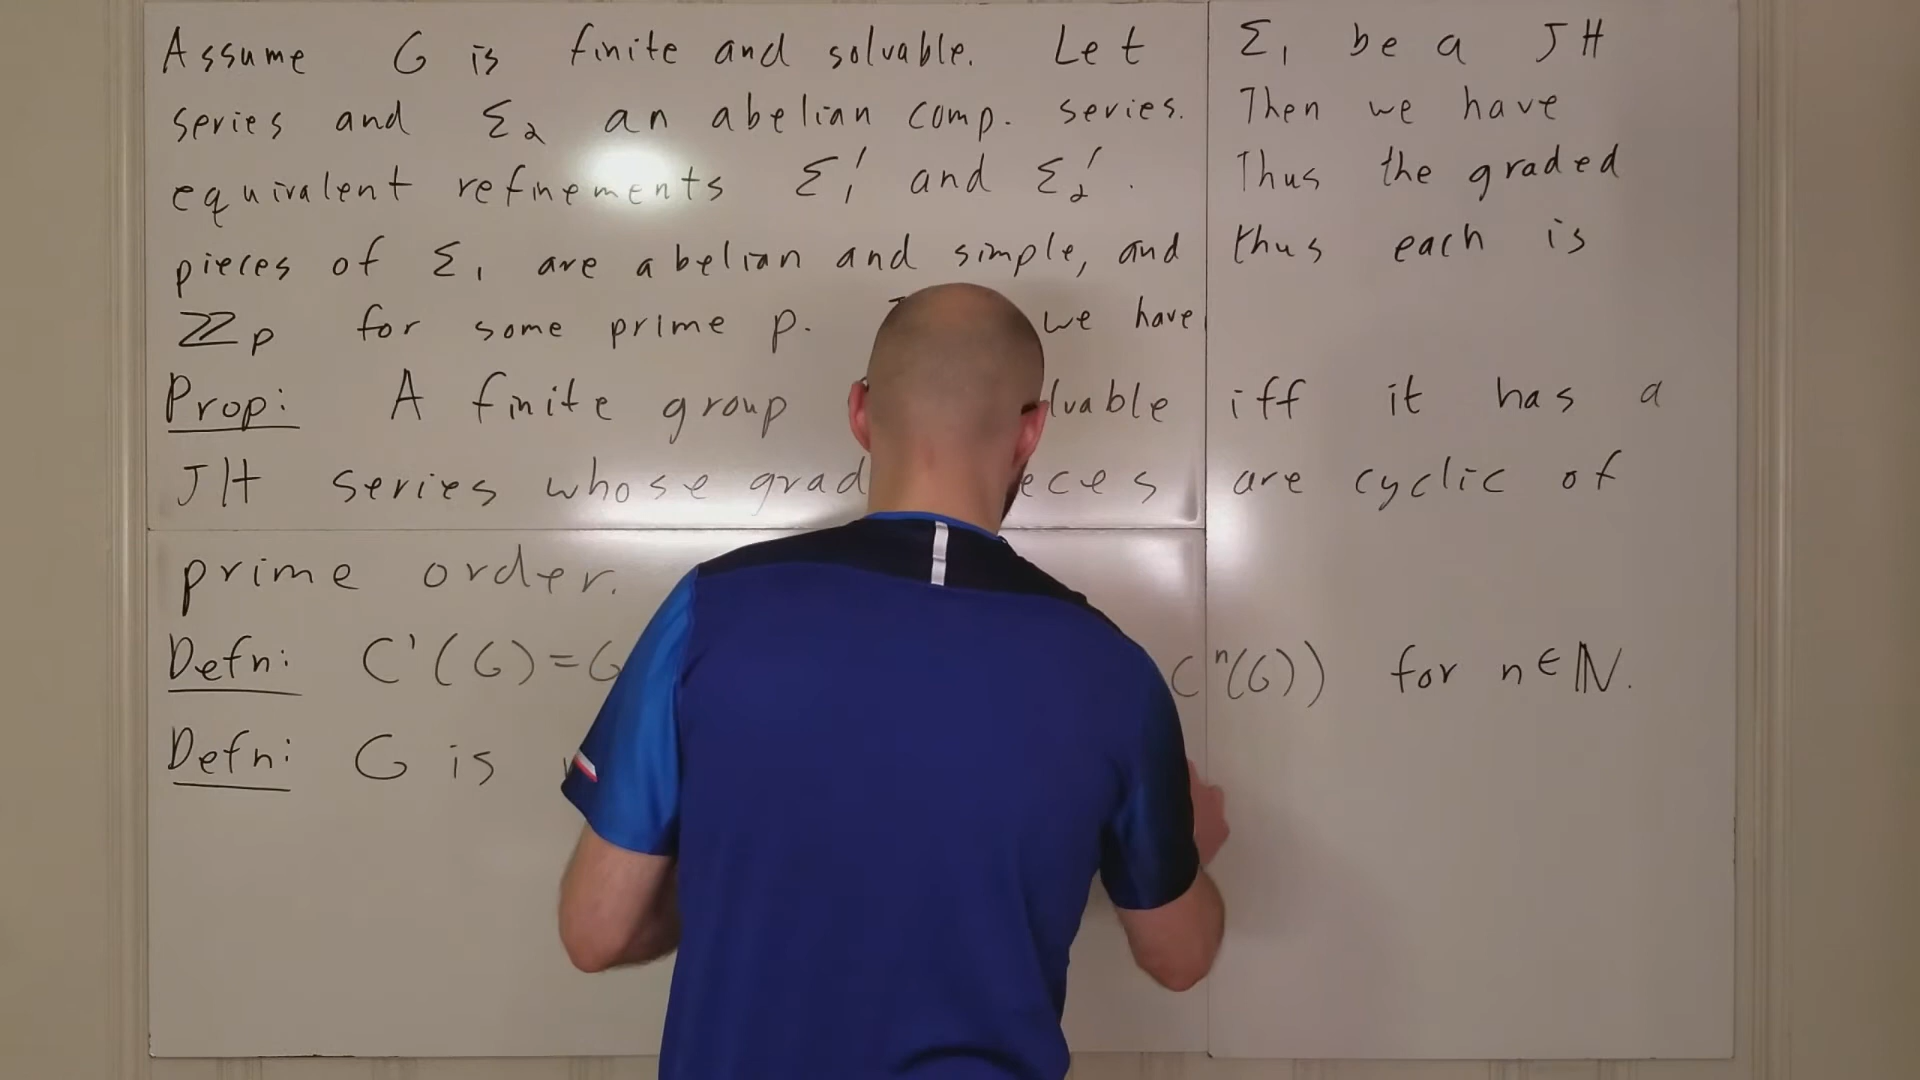 Assume G is finite and solvable. Let Σ₁ be a JH
series and Σ₂ an abelian comp. series. Then we have
equivalent refinements Σ₁' and Σ₂'. Thus the graded
pieces of Σ₁ are abelian and simple, and thus each is
ℤp for some prime p. we have
Prop: A finite group iff it has a
JH series whose are cyclic of
prime order.
Defn: C¹(G)=G Cⁿ(G)) for n∈ℕ.
Defn: G is